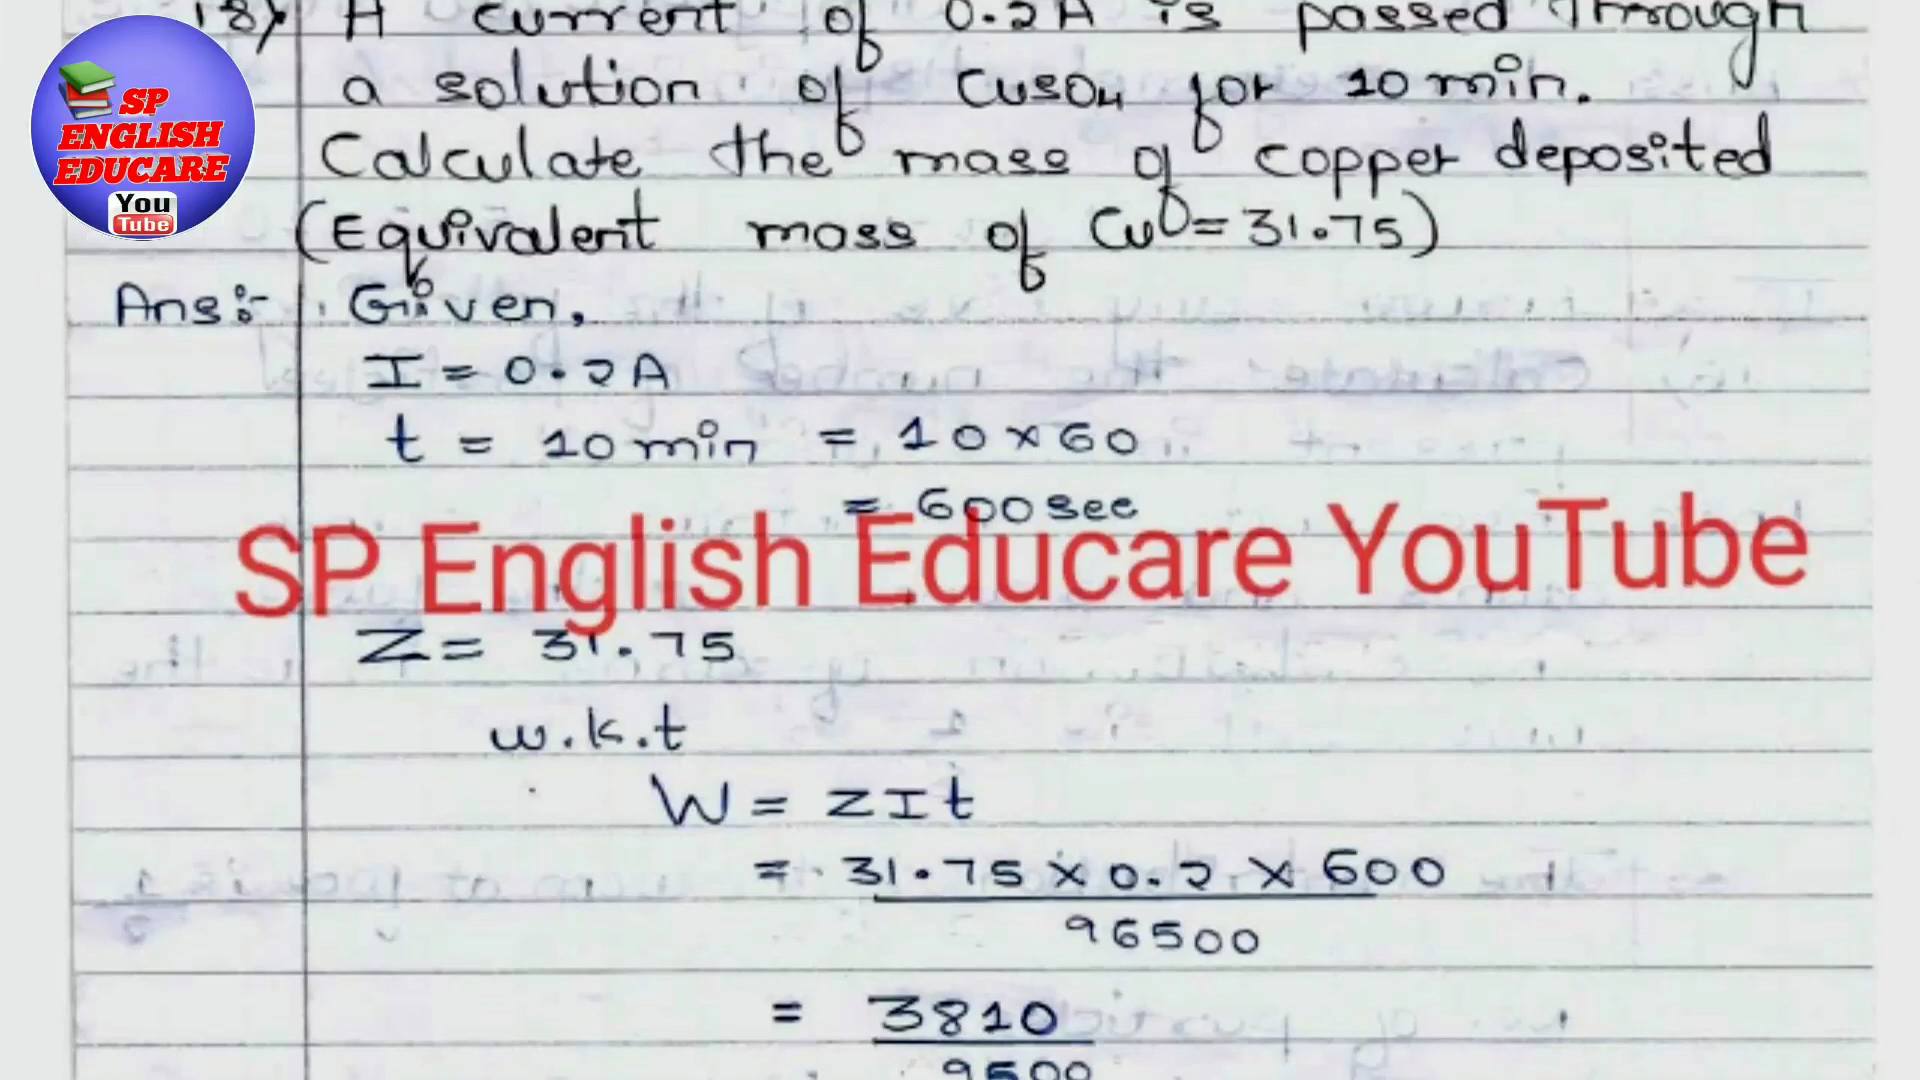 18) A current of 0.2A is passed through
a solution of CuSO4 for 10 min.
Calculate the mass of copper deposited
(Equivalent mass of Cu = 31.75)
Ans:- Given,
I = 0.2A
t = 10 min = 10 × 60
= 600 sec
SP English Educare YouTube
Z = 31.75
w.k.t
W = ZIt
= 31.75 × 0.2 × 600
96500
= 3810
9500
SP
ENGLISH
EDUCARE
You
Tube